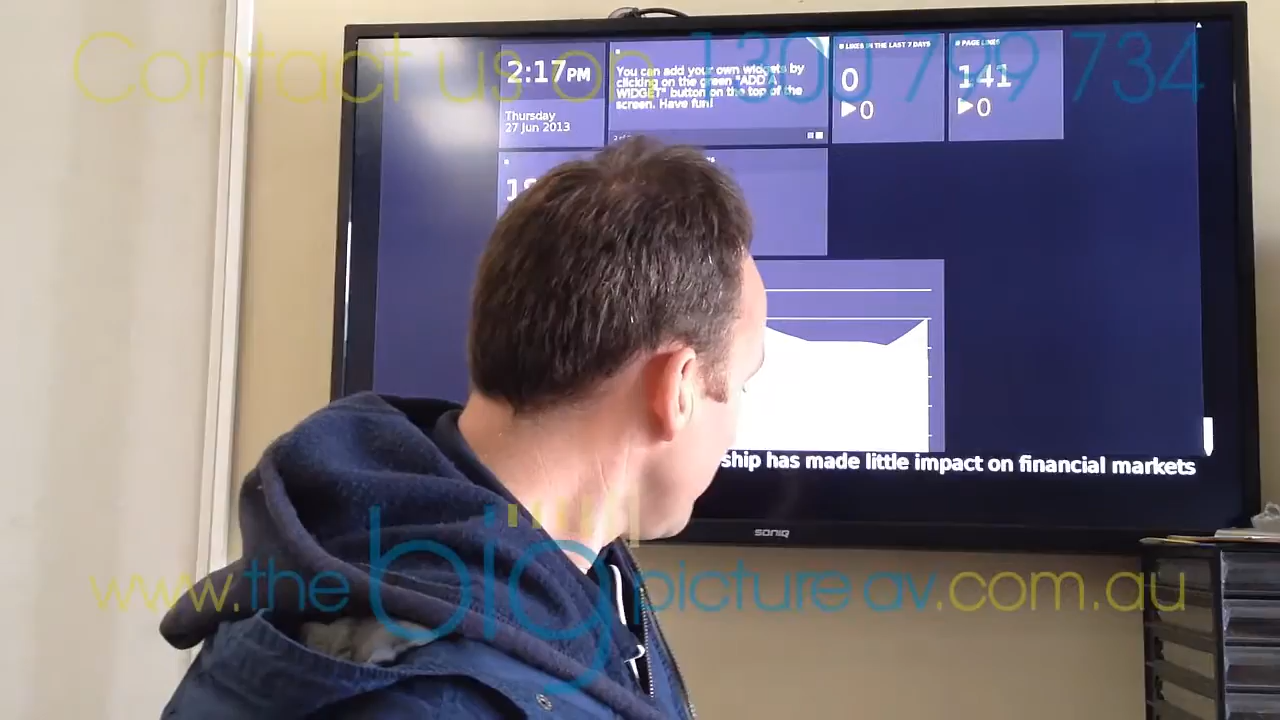 Contact us on 1300 799 734
2:17PM
Thursday
27 Jun 2013
You can add your own widgets by
clicking on the green "ADD A
WIDGET" button on the top of the
screen. Have fun!
LIKES IN THE LAST 7 DAYS
0
0
PAGE LIKES
141
0
ship has made little impact on financial markets
SONIQ
www.thebigpictureav.com.au